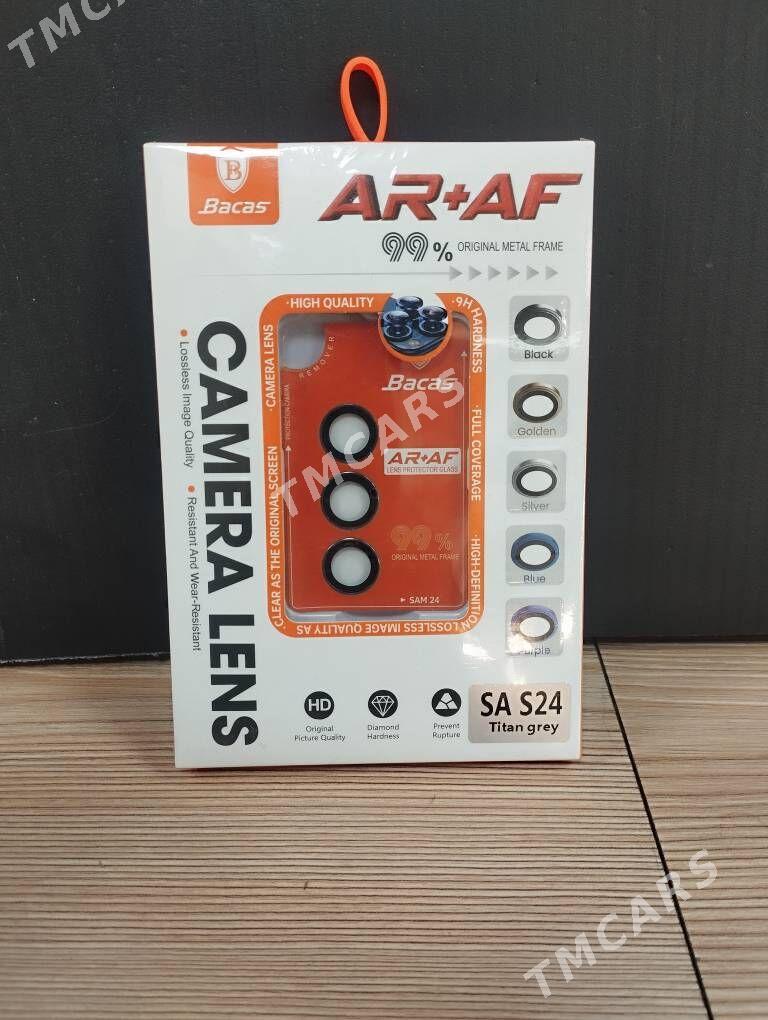 TMCARS
TMCARS
B
Bacas
AR+AF
99% ORIGINAL METAL FRAME
CAMERA LENS
• Lossless Image Quality • Resistant And Wear-Resistant
·HIGH QUALITY
·9H HARDNESS
·FULL COVERAGE
·HIGH-DEFINITION
LOSSLESS IMAGE QUALITY AS
·CLEAR AS THE ORIGINAL SCREEN
·CAMERA LENS
REMOVER
PROTECTION CAMERA
Bacas
AR+AF
LENS PROTECTOR GLASS
99%
ORIGINAL METAL FRAME
SAM 24
TMCARS
Black
Golden
Silver
Blue
Purple
HD
Original
Picture Quality
Diamond
Hardness
Prevent
Rupture
SA S24
Titan grey
TMCARS